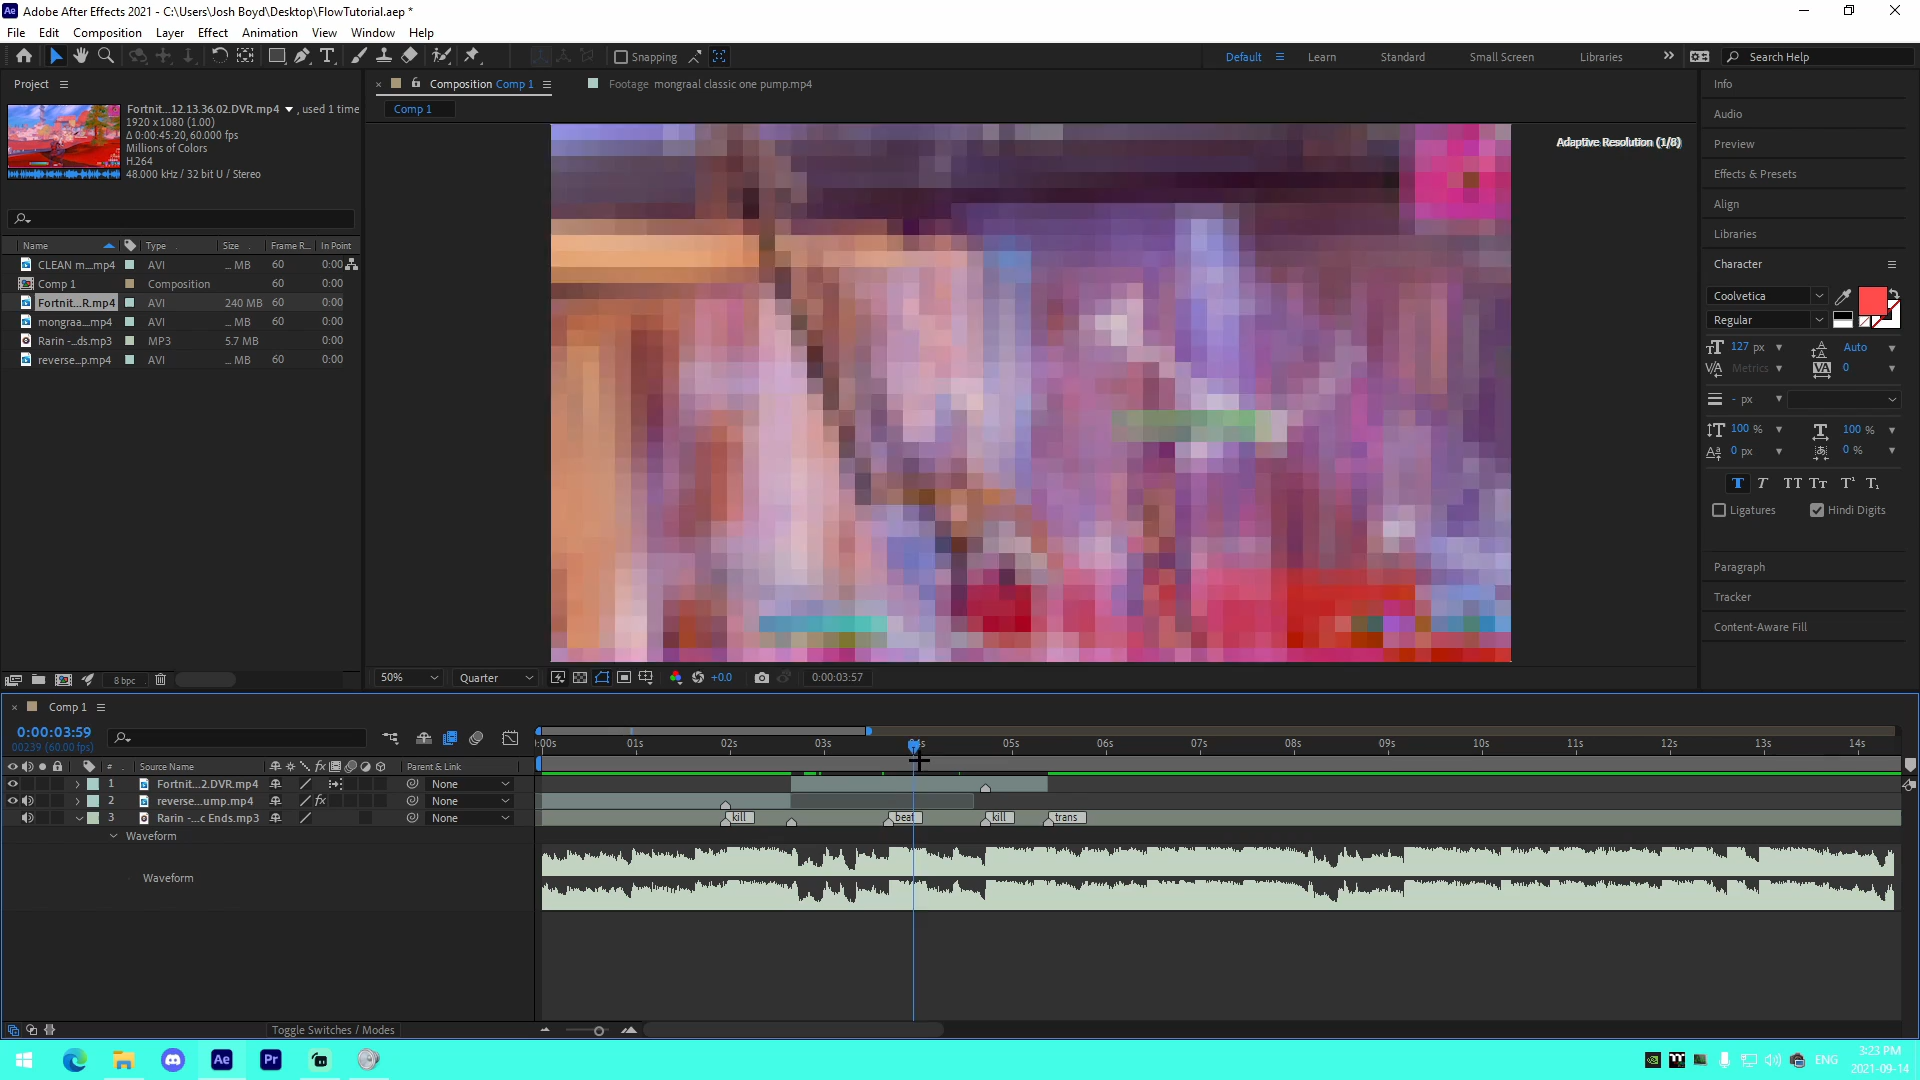 Adobe After Effects 2021 - C:\Users\Josh Boyd\Desktop\FlowTutorial.aep *
File Edit Composition Layer Effect Animation View Window Help
Snapping
Default Learn Standard Small Screen Libraries Search Help
Project
Composition Comp 1
Footage mongraal classic one pump.mp4
Comp 1
Fortnit...12.13.36.02.DVR.mp4 , used 1 time
1920 x 1080 (1.00)
Δ 0:00:45:20, 60.000 fps
Millions of Colors
H.264
48.000 kHz / 32 bit U / Stereo
Adaptive Resolution (1/8)
Name Type Size Frame R... In Point
CLEAN m...mp4 AVI ... MB 60 0:00
Comp 1 Composition 60 0:00
Fortnit...R.mp4 AVI 240 MB 60 0:00
mongraa....mp4 AVI ... MB 60 0:00
Rarin -...ds.mp3 MP3 5.7 MB 0:00
reverse...p.mp4 AVI ... MB 60 0:00
8 bpc
50% Quarter +0.0 0:00:03:57
Info
Audio
Preview
Effects & Presets
Align
Libraries
Character
Coolvetica
Regular
127 px Auto
Metrics 0
- px
100 % 100 %
0 px 0 %
T T TT Tt T¹ T₁
Ligatures Hindi Digits
Paragraph
Tracker
Content-Aware Fill
Comp 1
0:00:03:59
00239 (60.00 fps)
# Source Name Parent & Link
1 Fortnit...2.DVR.mp4 None
2 reverse...ump.mp4 None
3 Rarin -...c Ends.mp3 None
Waveform
Waveform
:00s 01s 02s 03s 04s 05s 06s 07s 08s 09s 10s 11s 12s 13s 14s
kill beat kill trans
Toggle Switches / Modes
Ae Pr
ENG
3:23 PM
2021-09-14